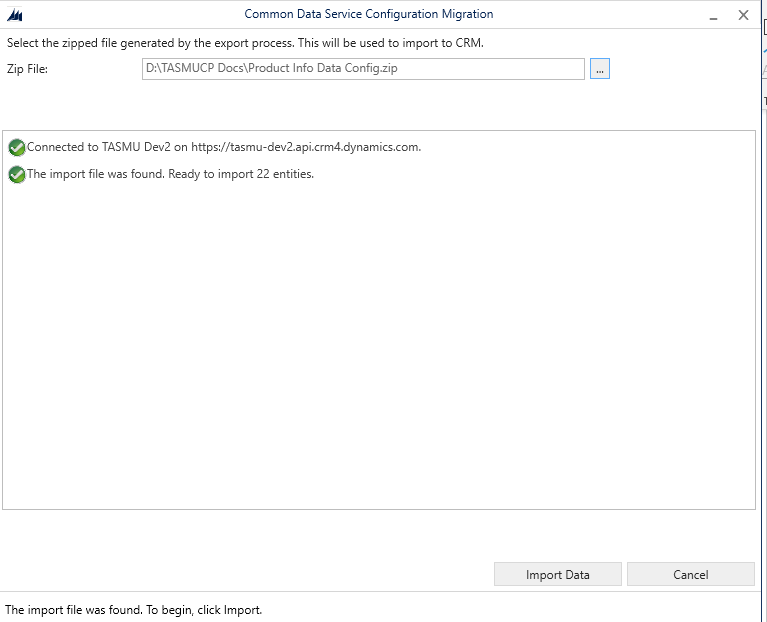 Common Data Service Configuration Migration
Select the zipped file generated by the export process. This will be used to import to CRM.
Zip File:
D:\TASMUCP Docs\Product Info Data Config.zip
...
Connected to TASMU Dev2 on https://tasmu-dev2.api.crm4.dynamics.com.
The import file was found. Ready to import 22 entities.
Import Data
Cancel
The import file was found. To begin, click Import.